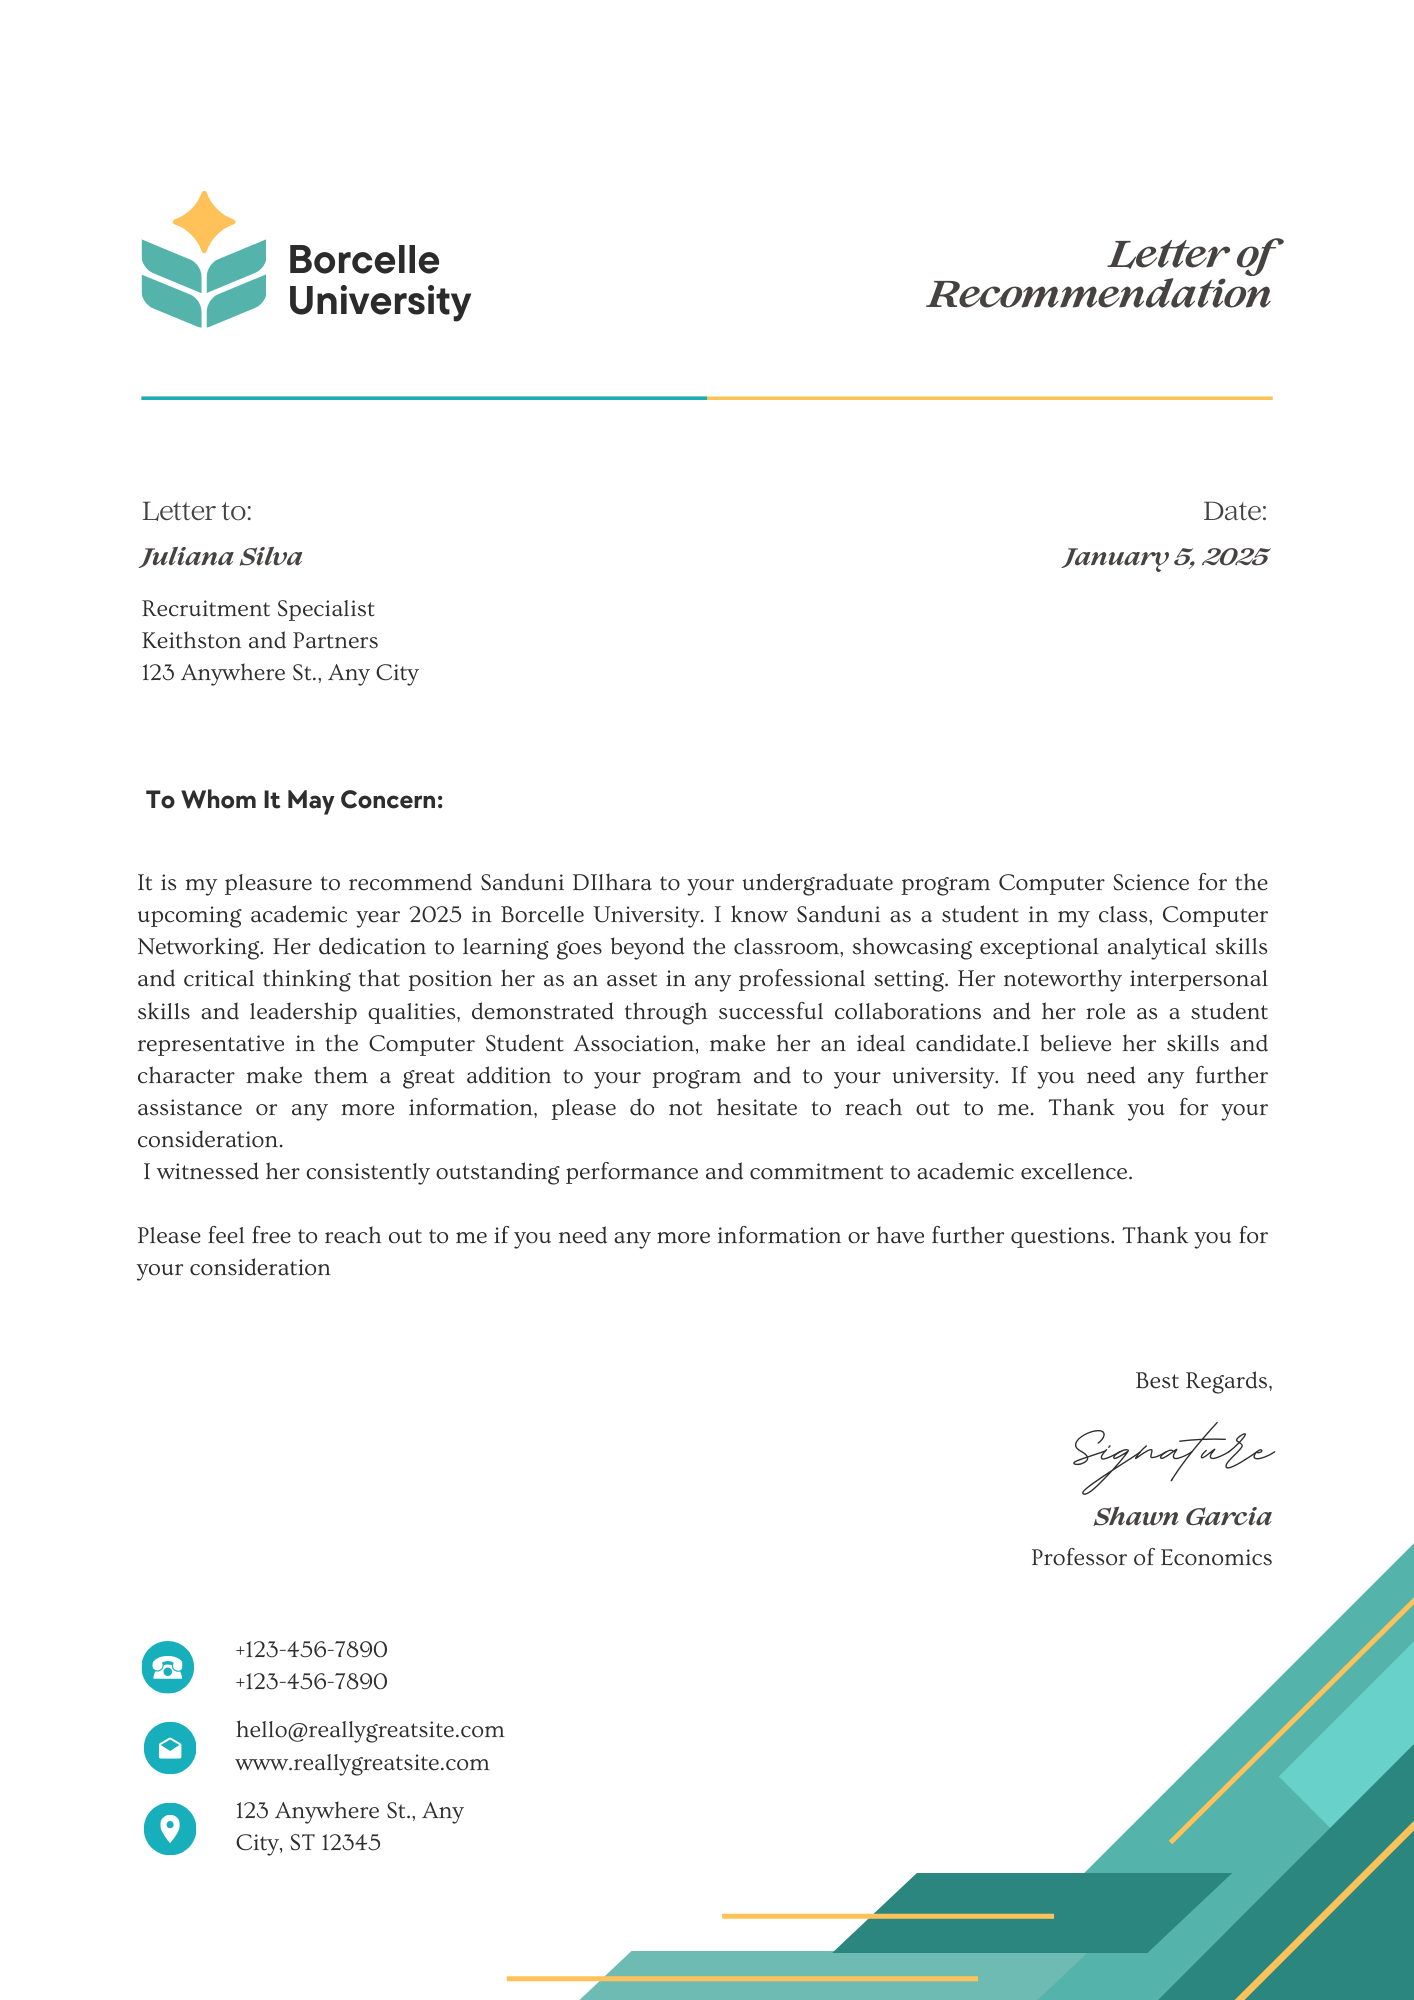 Borcelle
University
Letter of
Recommendation
Letter to:
Date:
Juliana Silva
January 5, 2025
Recruitment Specialist
Keithston and Partners
123 Anywhere St., Any City
To Whom It May Concern:
It is my pleasure to recommend Sanduni DIlhara to your undergraduate program Computer Science for the
upcoming academic year 2025 in Borcelle University. I know Sanduni as a student in my class, Computer
Networking. Her dedication to learning goes beyond the classroom, showcasing exceptional analytical skills
and critical thinking that position her as an asset in any professional setting. Her noteworthy interpersonal
skills and leadership qualities, demonstrated through successful collaborations and her role as a student
representative in the Computer Student Association, make her an ideal candidate.I believe her skills and
character make them a great addition to your program and to your university. If you need any further
assistance or any more information, please do not hesitate to reach out to me. Thank you for your
consideration.
I witnessed her consistently outstanding performance and commitment to academic excellence.
Please feel free to reach out to me if you need any more information or have further questions. Thank you for
your consideration
Best Regards,
Signature
Shawn Garcia
Professor of Economics
+123-456-7890
+123-456-7890
hello@reallygreatsite.com
www.reallygreatsite.com
123 Anywhere St., Any
City, ST 12345